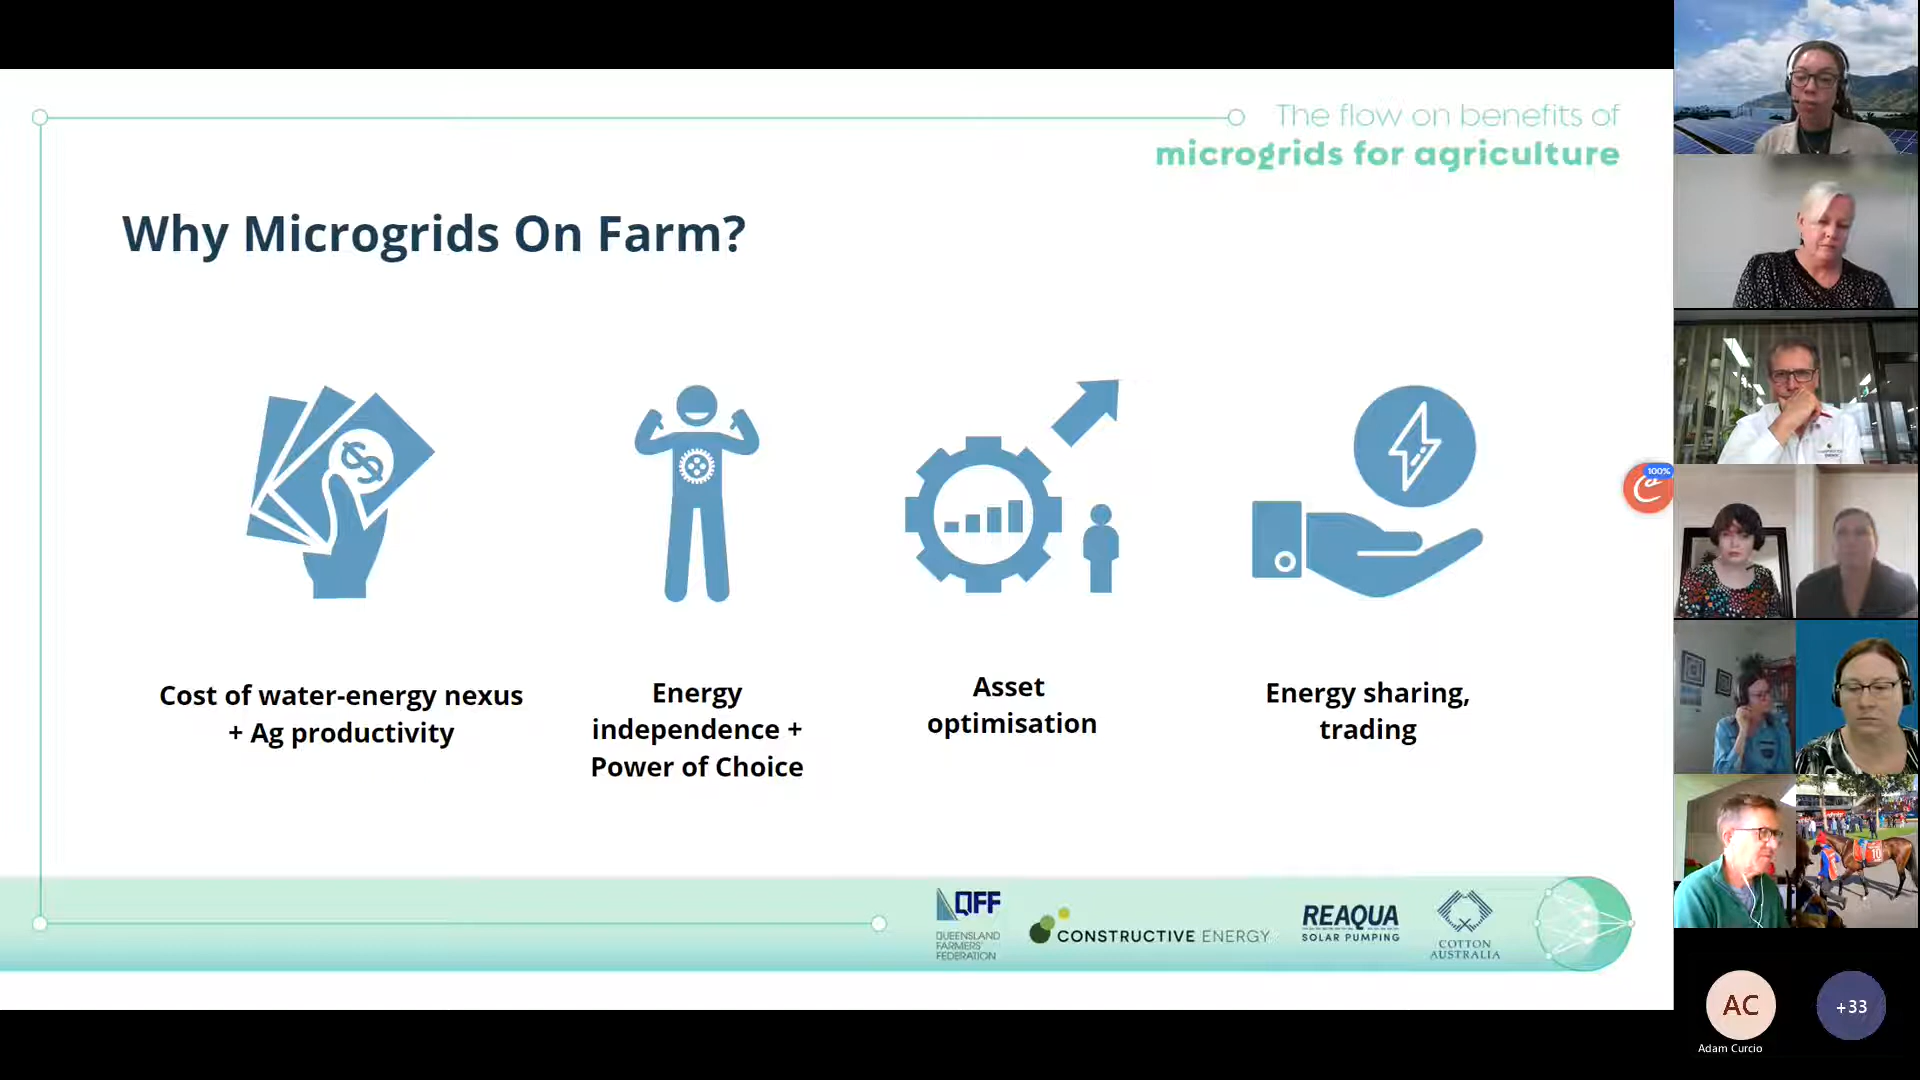 The flow on benefits of
microgrids for agriculture
Why Microgrids On Farm?
$
Cost of water-energy nexus
+ Ag productivity
Energy
independence +
Power of Choice
Asset
optimisation
Energy sharing,
trading
QFF
QUEENSLAND
FARMERS'
FEDERATION
CONSTRUCTIVE ENERGY
REAQUA
SOLAR PUMPING
COTTON
AUSTRALIA
100%
10
AC
Adam Curcio
+33